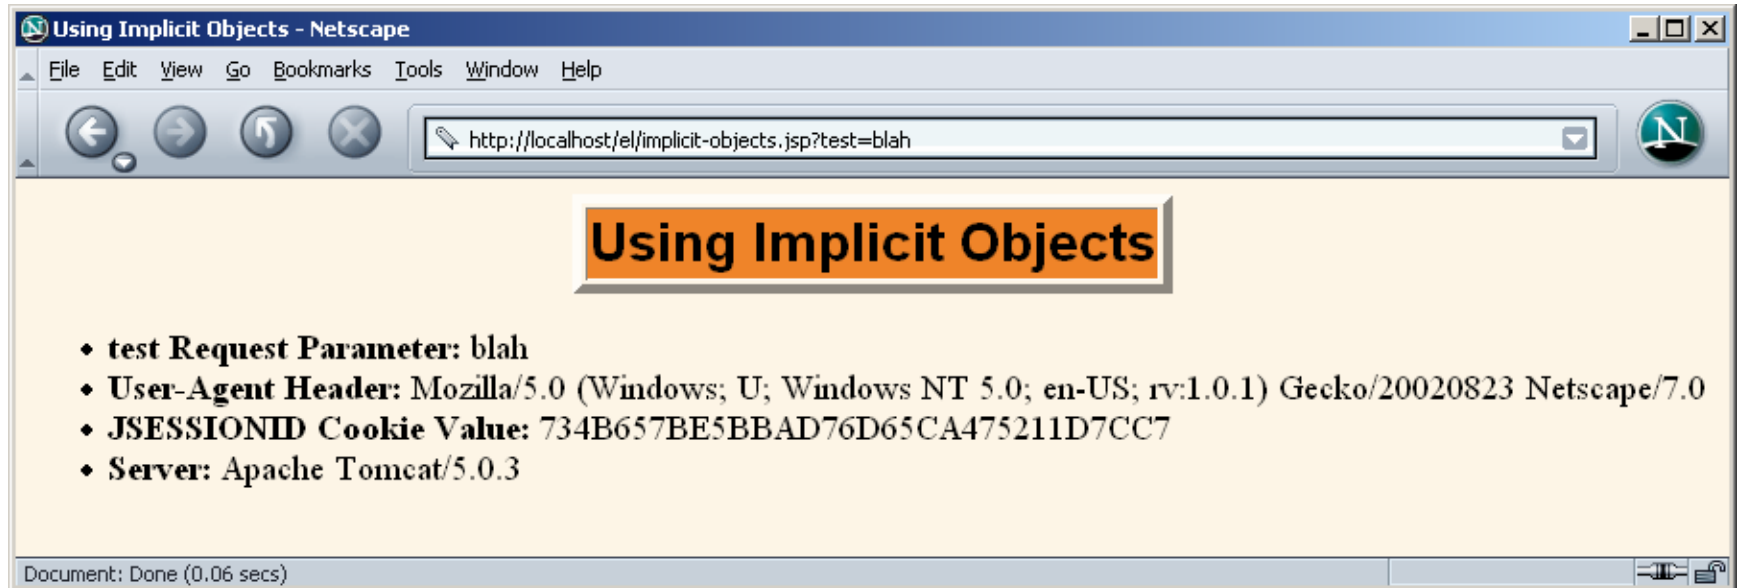 Using Implicit Objects - Netscape
File Edit View Go Bookmarks Tools Window Help
http://localhost/el/implicit-objects.jsp?test=blah
N
Using Implicit Objects
• test Request Parameter: blah
• User-Agent Header: Mozilla/5.0 (Windows; U; Windows NT 5.0; en-US; rv:1.0.1) Gecko/20020823 Netscape/7.0
• JSESSIONID Cookie Value: 734B657BE5BBAD76D65CA475211D7CC7
• Server: Apache Tomcat/5.0.3
Document: Done (0.06 secs)